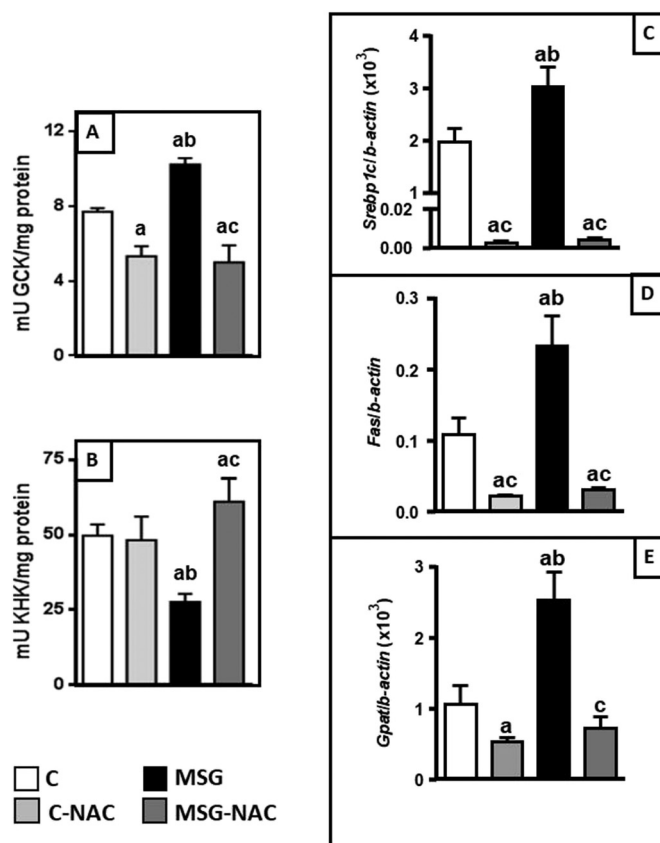 A
mU GCK/mg protein
12
8
4
0
a
ab
ac
B
mU KHK/mg protein
75
50
25
0
ab
ac
C
MSG
C-NAC
MSG-NAC
C
Srebp1c/b-actin (x10³)
4
3
2
1
0.02
0.00
ac
ab
ac
D
Fas/b-actin
0.3
0.2
0.1
0.0
ac
ab
ac
E
Gpat/b-actin (x10³)
3
2
1
0
a
ab
c